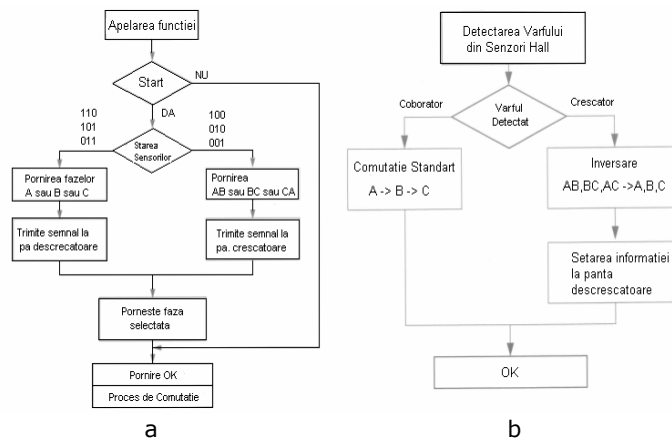 Apelarea functiei
Start
NU
DA
110
101
011
Starea
Sensorilor
100
010
001
Pornirea fazelor
A sau B sau C
Pornirea
AB sau BC sau CA
Trimite semnal la
pa descrecatoare
Trimite semnal la
pa. crescatoare
Porneste faza
selectata
Pornire OK
Proces de Comutatie
a
Detectarea Varfului
din Senzori Hall
Coborator
Varful
Detectat
Crescator
Comutatie Standart
A -> B -> C
Inversare
AB,BC,AC ->A,B,C
Setarea informatiei
la panta
descrescatoare
OK
b